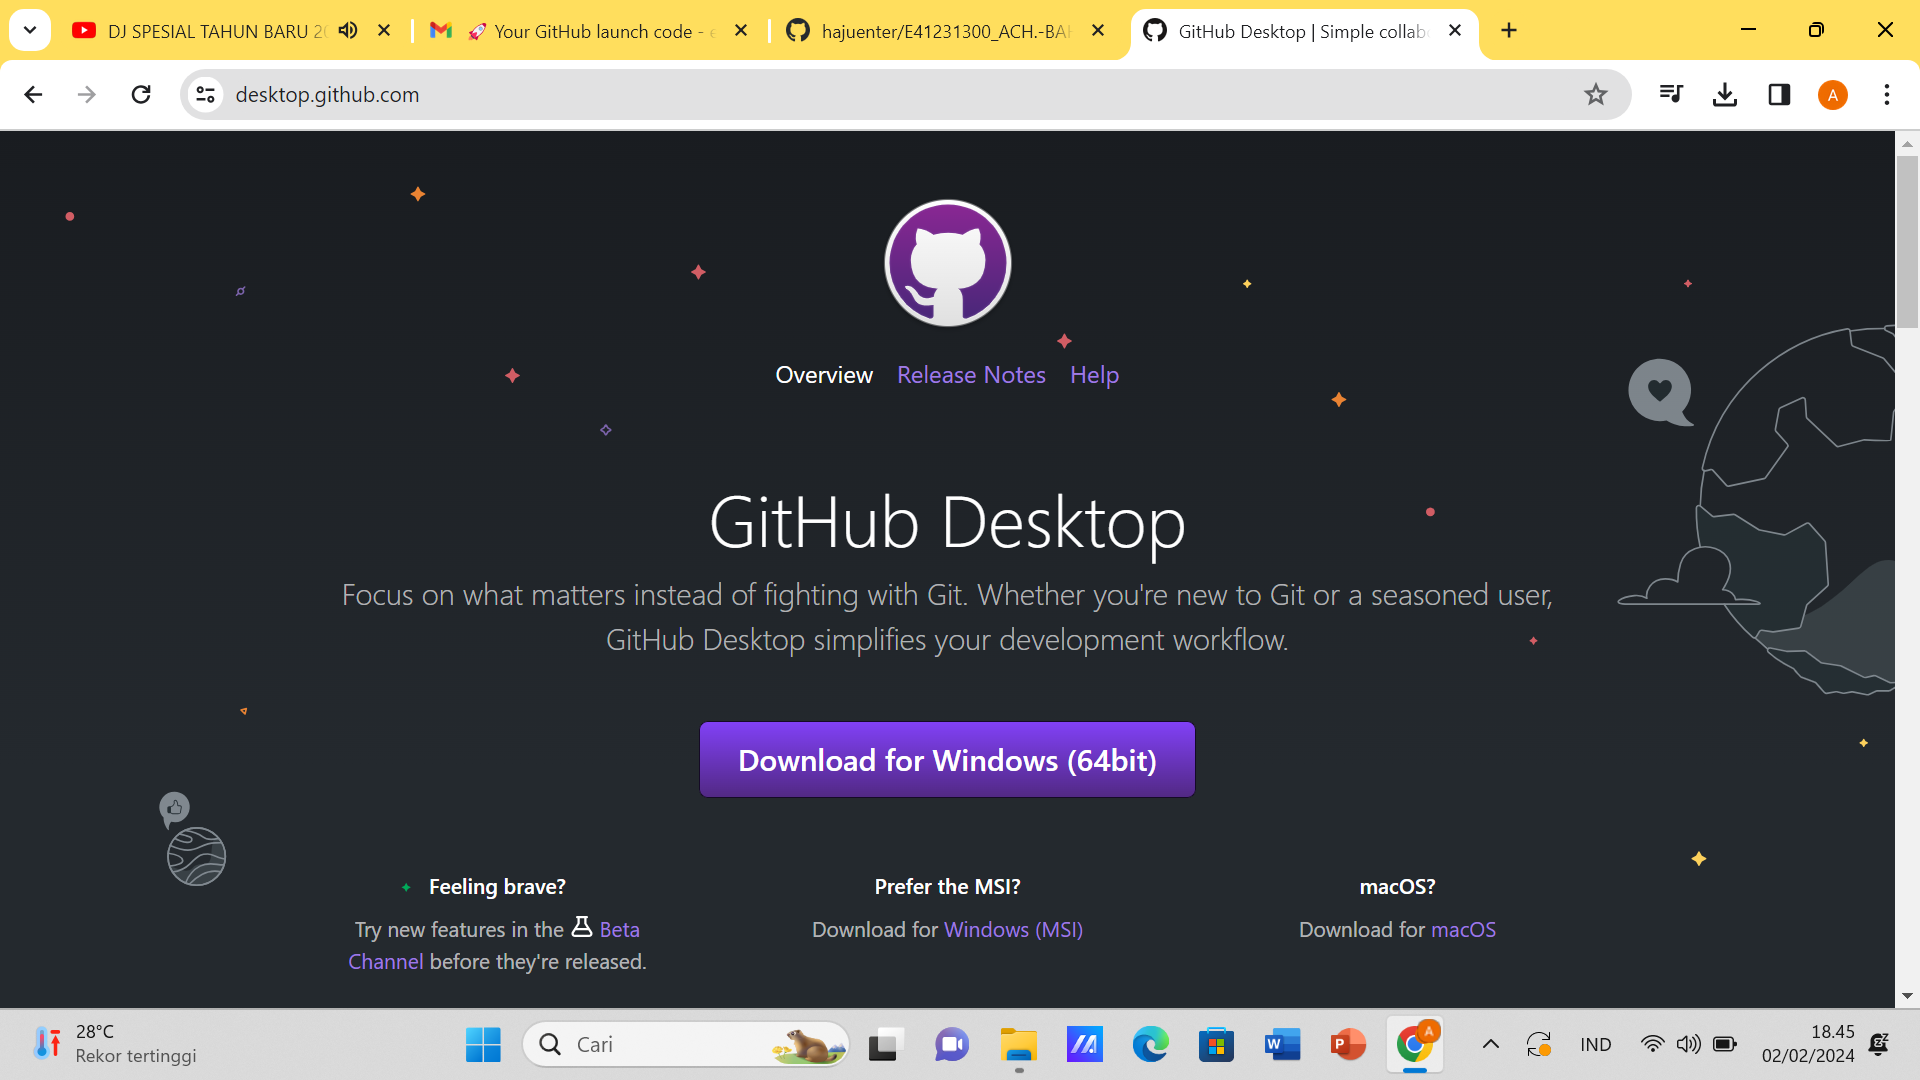 DJ SPESIAL TAHUN BARU 20
🚀 Your GitHub launch code - e
hajuenter/E41231300_ACH.-BAH
GitHub Desktop | Simple collab
desktop.github.com
A
Overview Release Notes Help
GitHub Desktop
Focus on what matters instead of fighting with Git. Whether you're new to Git or a seasoned user,
GitHub Desktop simplifies your development workflow.
Download for Windows (64bit)
Feeling brave?
Try new features in the Beta
Channel before they're released.
Prefer the MSI?
Download for Windows (MSI)
macOS?
Download for macOS
28°C
Rekor tertinggi
Cari
IND
18.45
02/02/2024